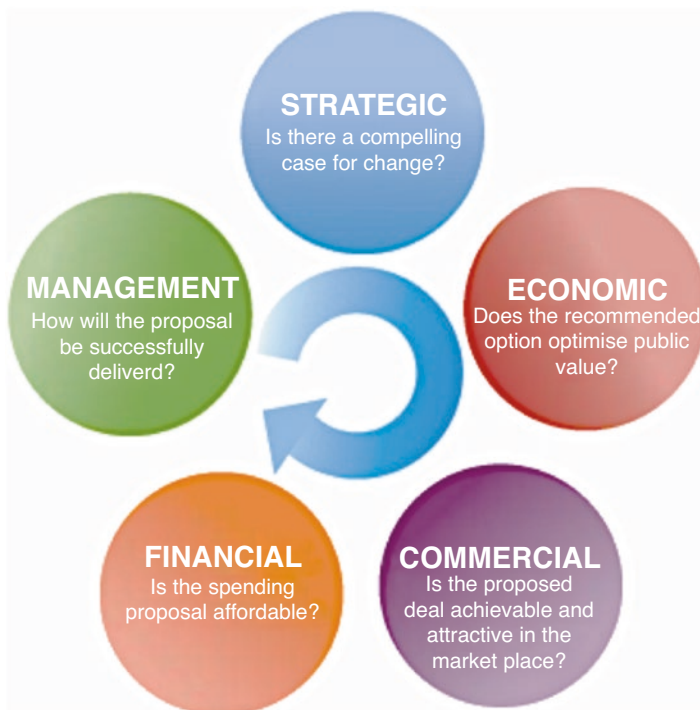 STRATEGIC
Is there a compelling
case for change?
ECONOMIC
Does the recommended
option optimise public
value?
COMMERCIAL
Is the proposed
deal achievable and
attractive in the
market place?
FINANCIAL
Is the spending
proposal affordable?
MANAGEMENT
How will the proposal
be successfully
deliverd?